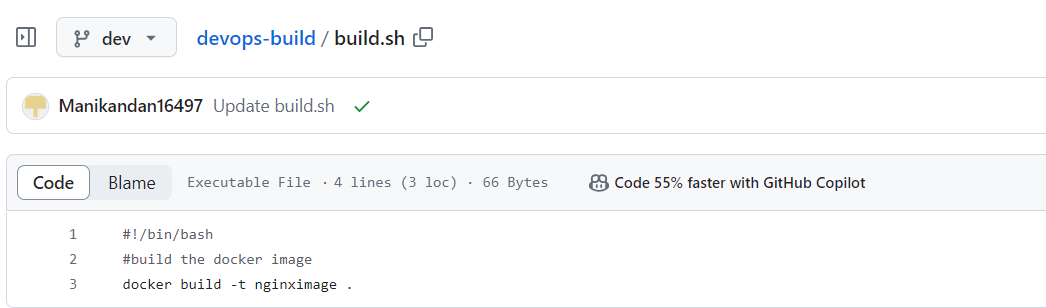 dev devops-build / build.sh
Manikandan16497 Update build.sh
Code Blame Executable File · 4 lines (3 loc) · 66 Bytes Code 55% faster with GitHub Copilot
1 #!/bin/bash
2 #build the docker image
3 docker build -t nginximage .